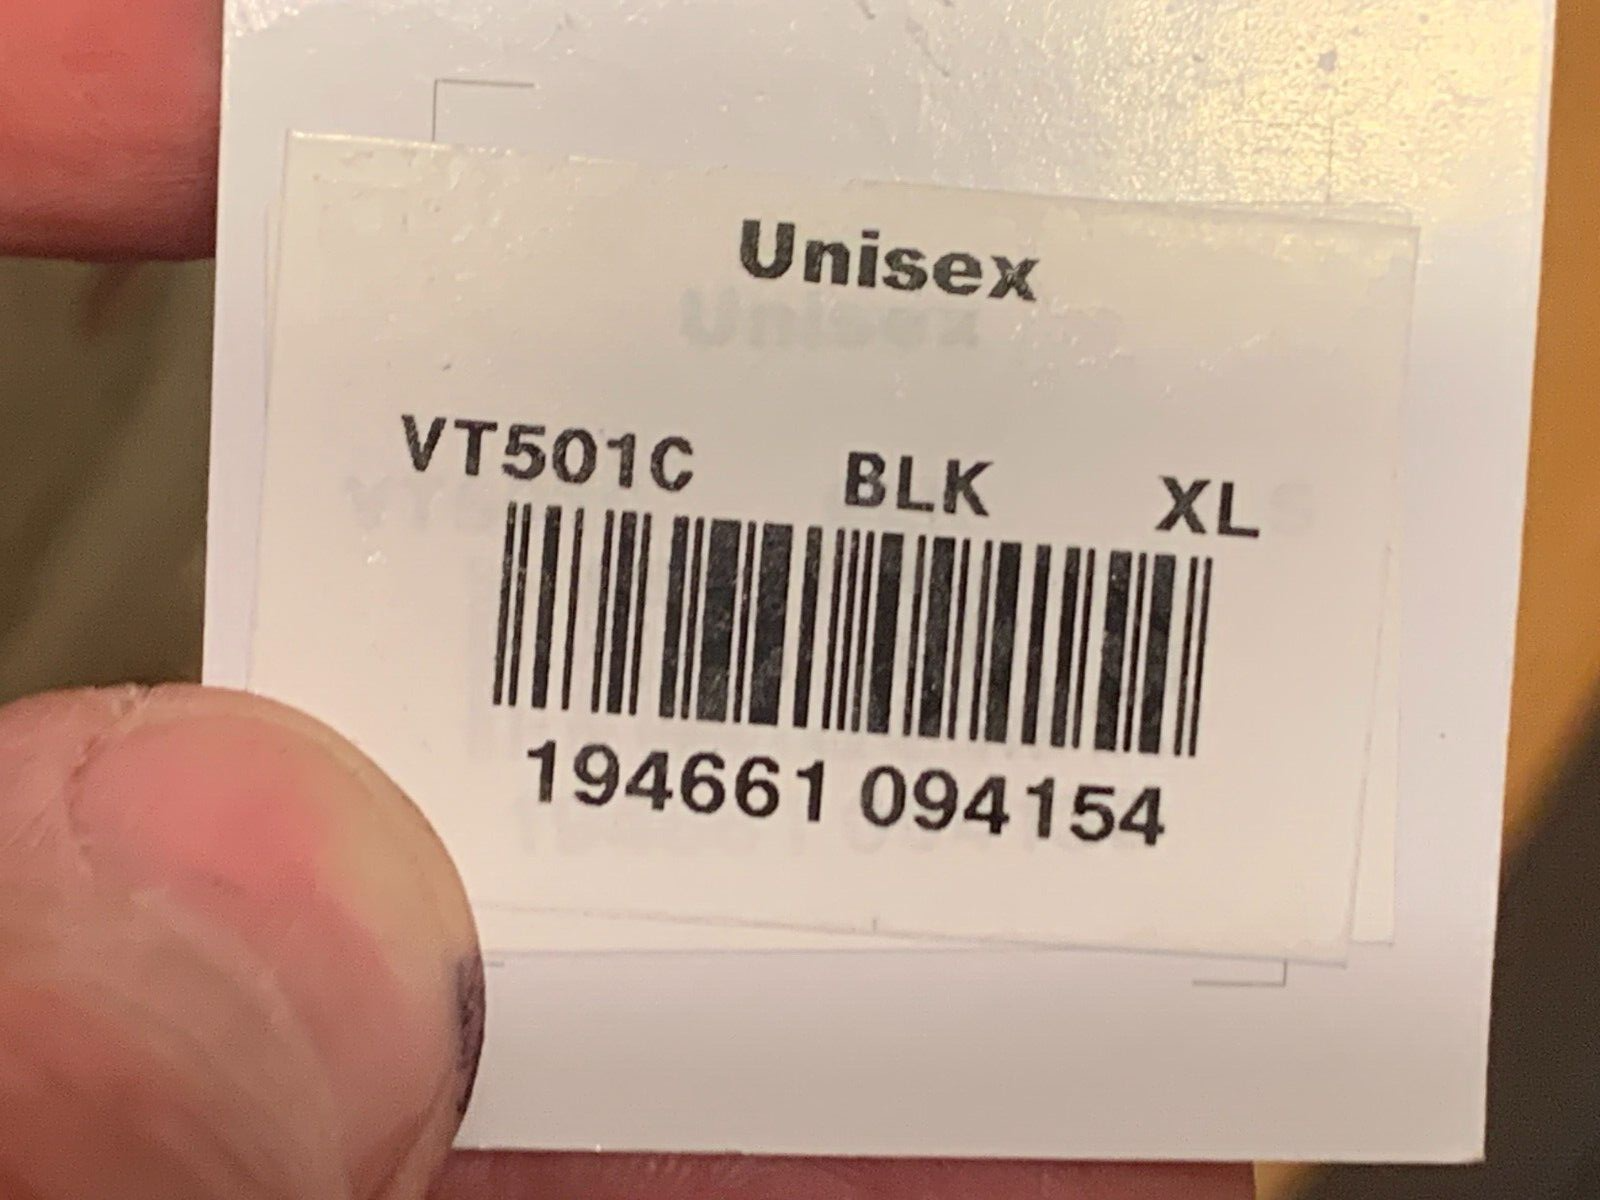 Unisex
VT501C BLK XL
194661 094154